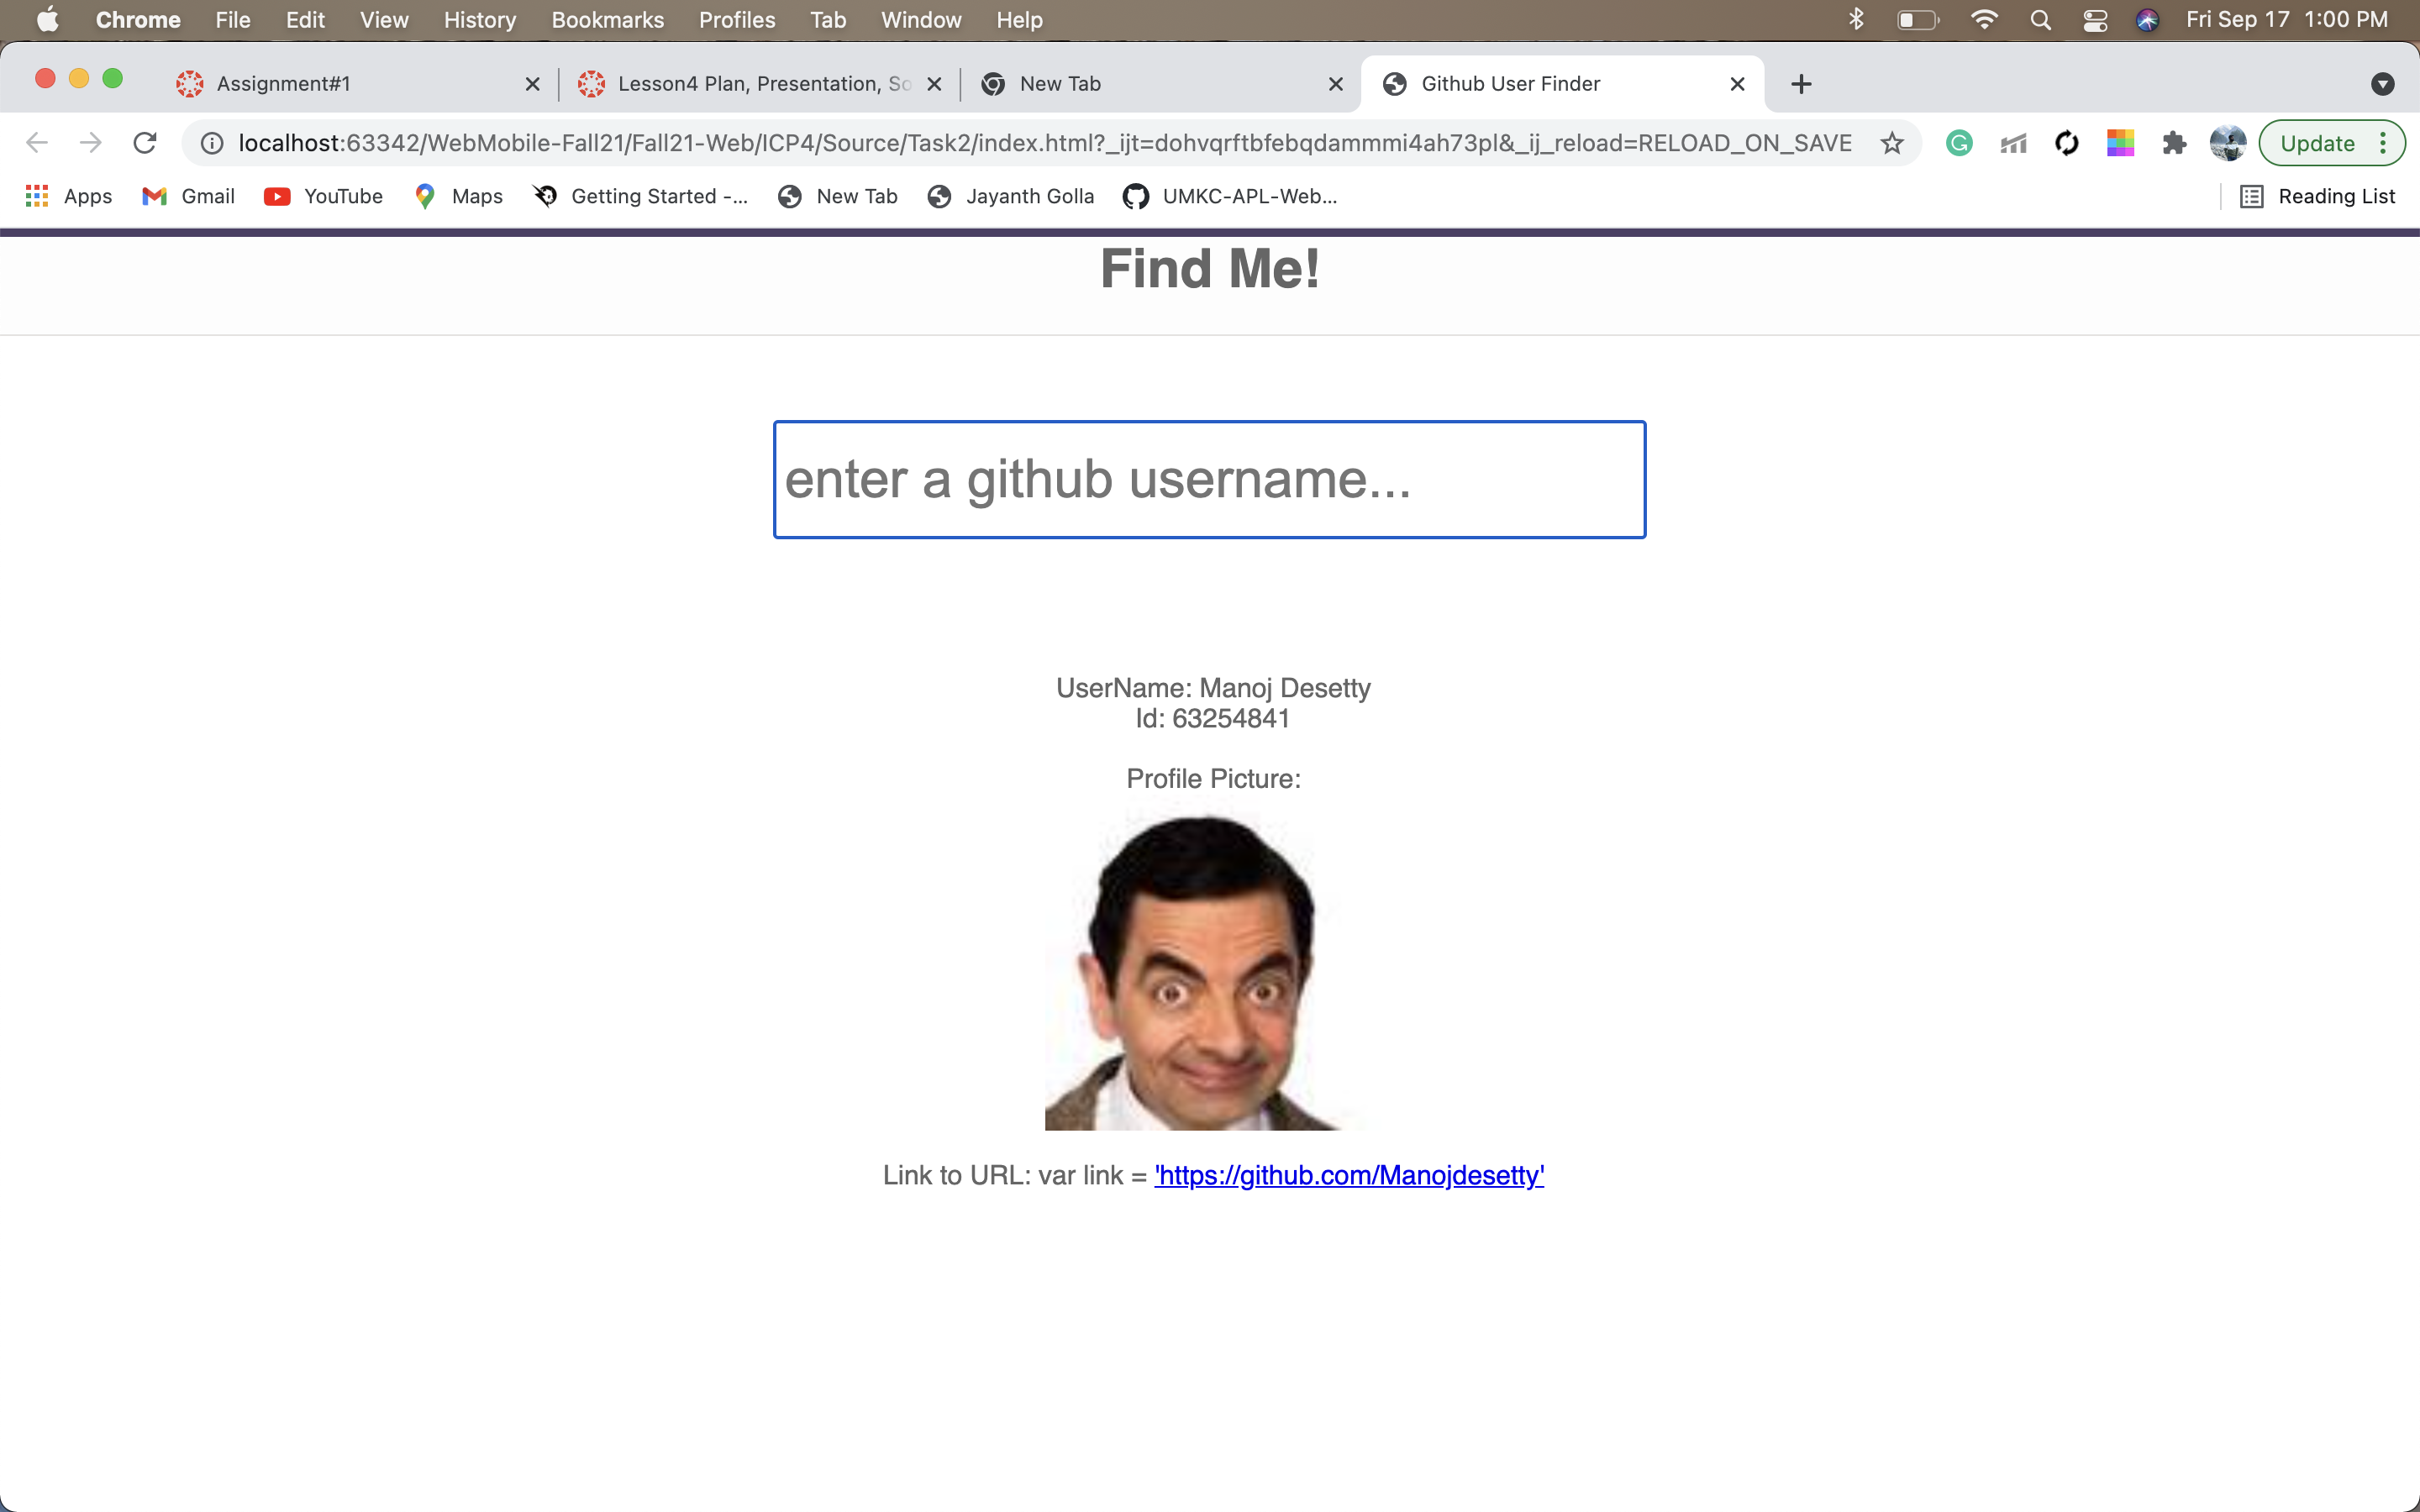 Chrome File Edit View History Bookmarks Profiles Tab Window Help Fri Sep 17 1:00 PM
Assignment#1 Lesson4 Plan, Presentation, So New Tab Github User Finder
localhost:63342/WebMobile-Fall21/Fall21-Web/ICP4/Source/Task2/index.html?_ijt=dohvqrftbfebqdammmi4ah73pl&_ij_reload=RELOAD_ON_SAVE Update
Apps Gmail YouTube Maps Getting Started -... New Tab Jayanth Golla UMKC-APL-Web... Reading List
Find Me!
enter a github username...
UserName: Manoj Desetty
Id: 63254841
Profile Picture:
Link to URL: var link = 'https://github.com/Manojdesetty'